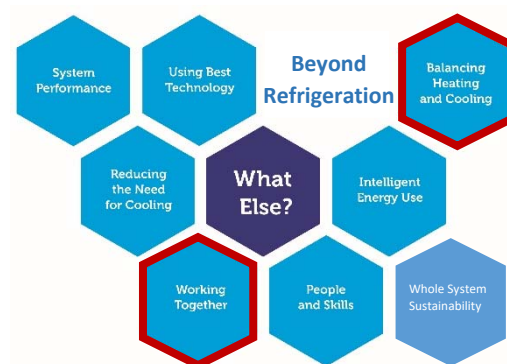 System
Performance
Using Best
Technology
Beyond
Refrigeration
Balancing
Heating
and Cooling
Reducing
the Need
for Cooling
What
Else?
Intelligent
Energy Use
Working
Together
People
and Skills
Whole System
Sustainability